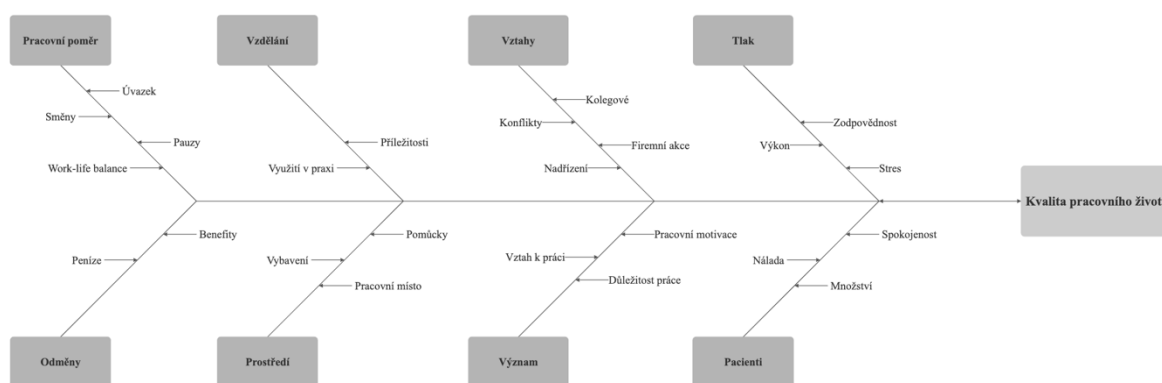 Pracovní poměr
Vzdělání
Vztahy
Tlak
Úvazek
Směny
Pauzy
Work-life balance
Příležitosti
Využití v praxi
Kolegové
Konflikty
Firemní akce
Nadřízení
Zodpovědnost
Výkon
Stres
Kvalita pracovního život
Benefity
Peníze
Pomůcky
Vybavení
Pracovní místo
Pracovní motivace
Vztah k práci
Důležitost práce
Spokojenost
Nálada
Množství
Odměny
Prostředí
Význam
Pacienti